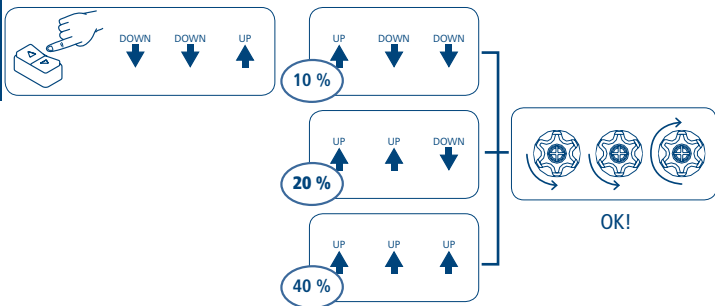 DOWN DOWN UP
UP DOWN DOWN
10 %
UP UP DOWN
20 %
OK!
UP UP UP
40 %